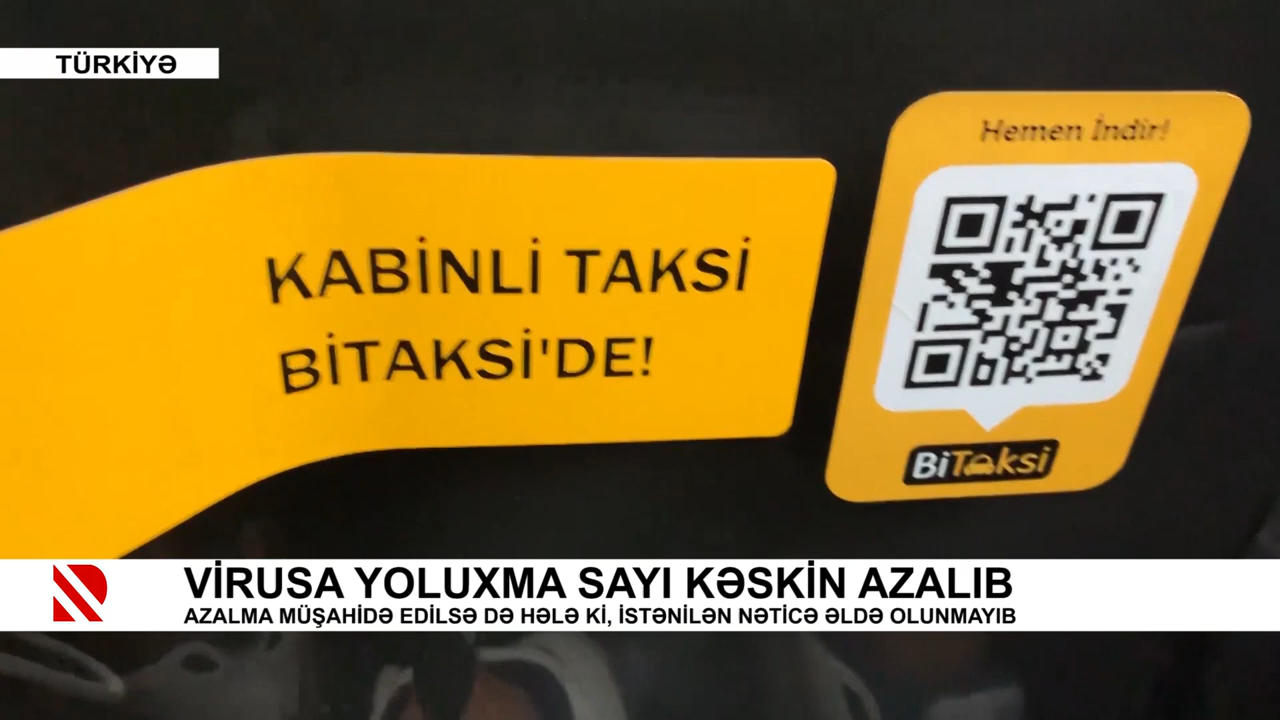 TÜRKİYƏ
Hemen İndir!
KABİNLİ TAKSİ
BİTAKSİ'DE!
BiTaksi
VİRUSA YOLUXMA SAYI KƏSKİN AZALIB
AZALMA MÜŞAHİDƏ EDİLSƏ DƏ HƏLƏ Kİ, İSTƏNİLƏN NƏTİCƏ ƏLDƏ OLUNMAYIB